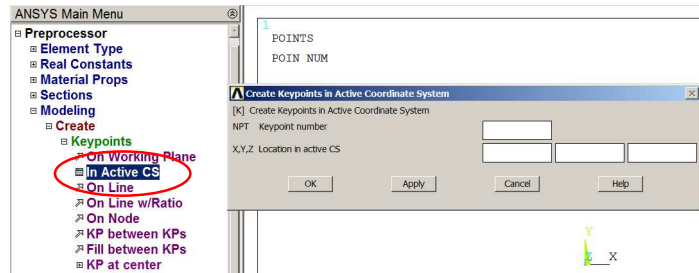 ANSYS Main Menu
Preprocessor
Element Type
Real Constants
Material Props
Sections
Modeling
Create
Keypoints
On Working Plane
In Active CS
On Line
On Line w/Ratio
On Node
KP between KPs
Fill between KPs
KP at center
1
POINTS
POIN NUM
Create Keypoints in Active Coordinate System
[K] Create Keypoints in Active Coordinate System
NPT Keypoint number
X,Y,Z Location in active CS
OK Apply Cancel Help
Y
Z X